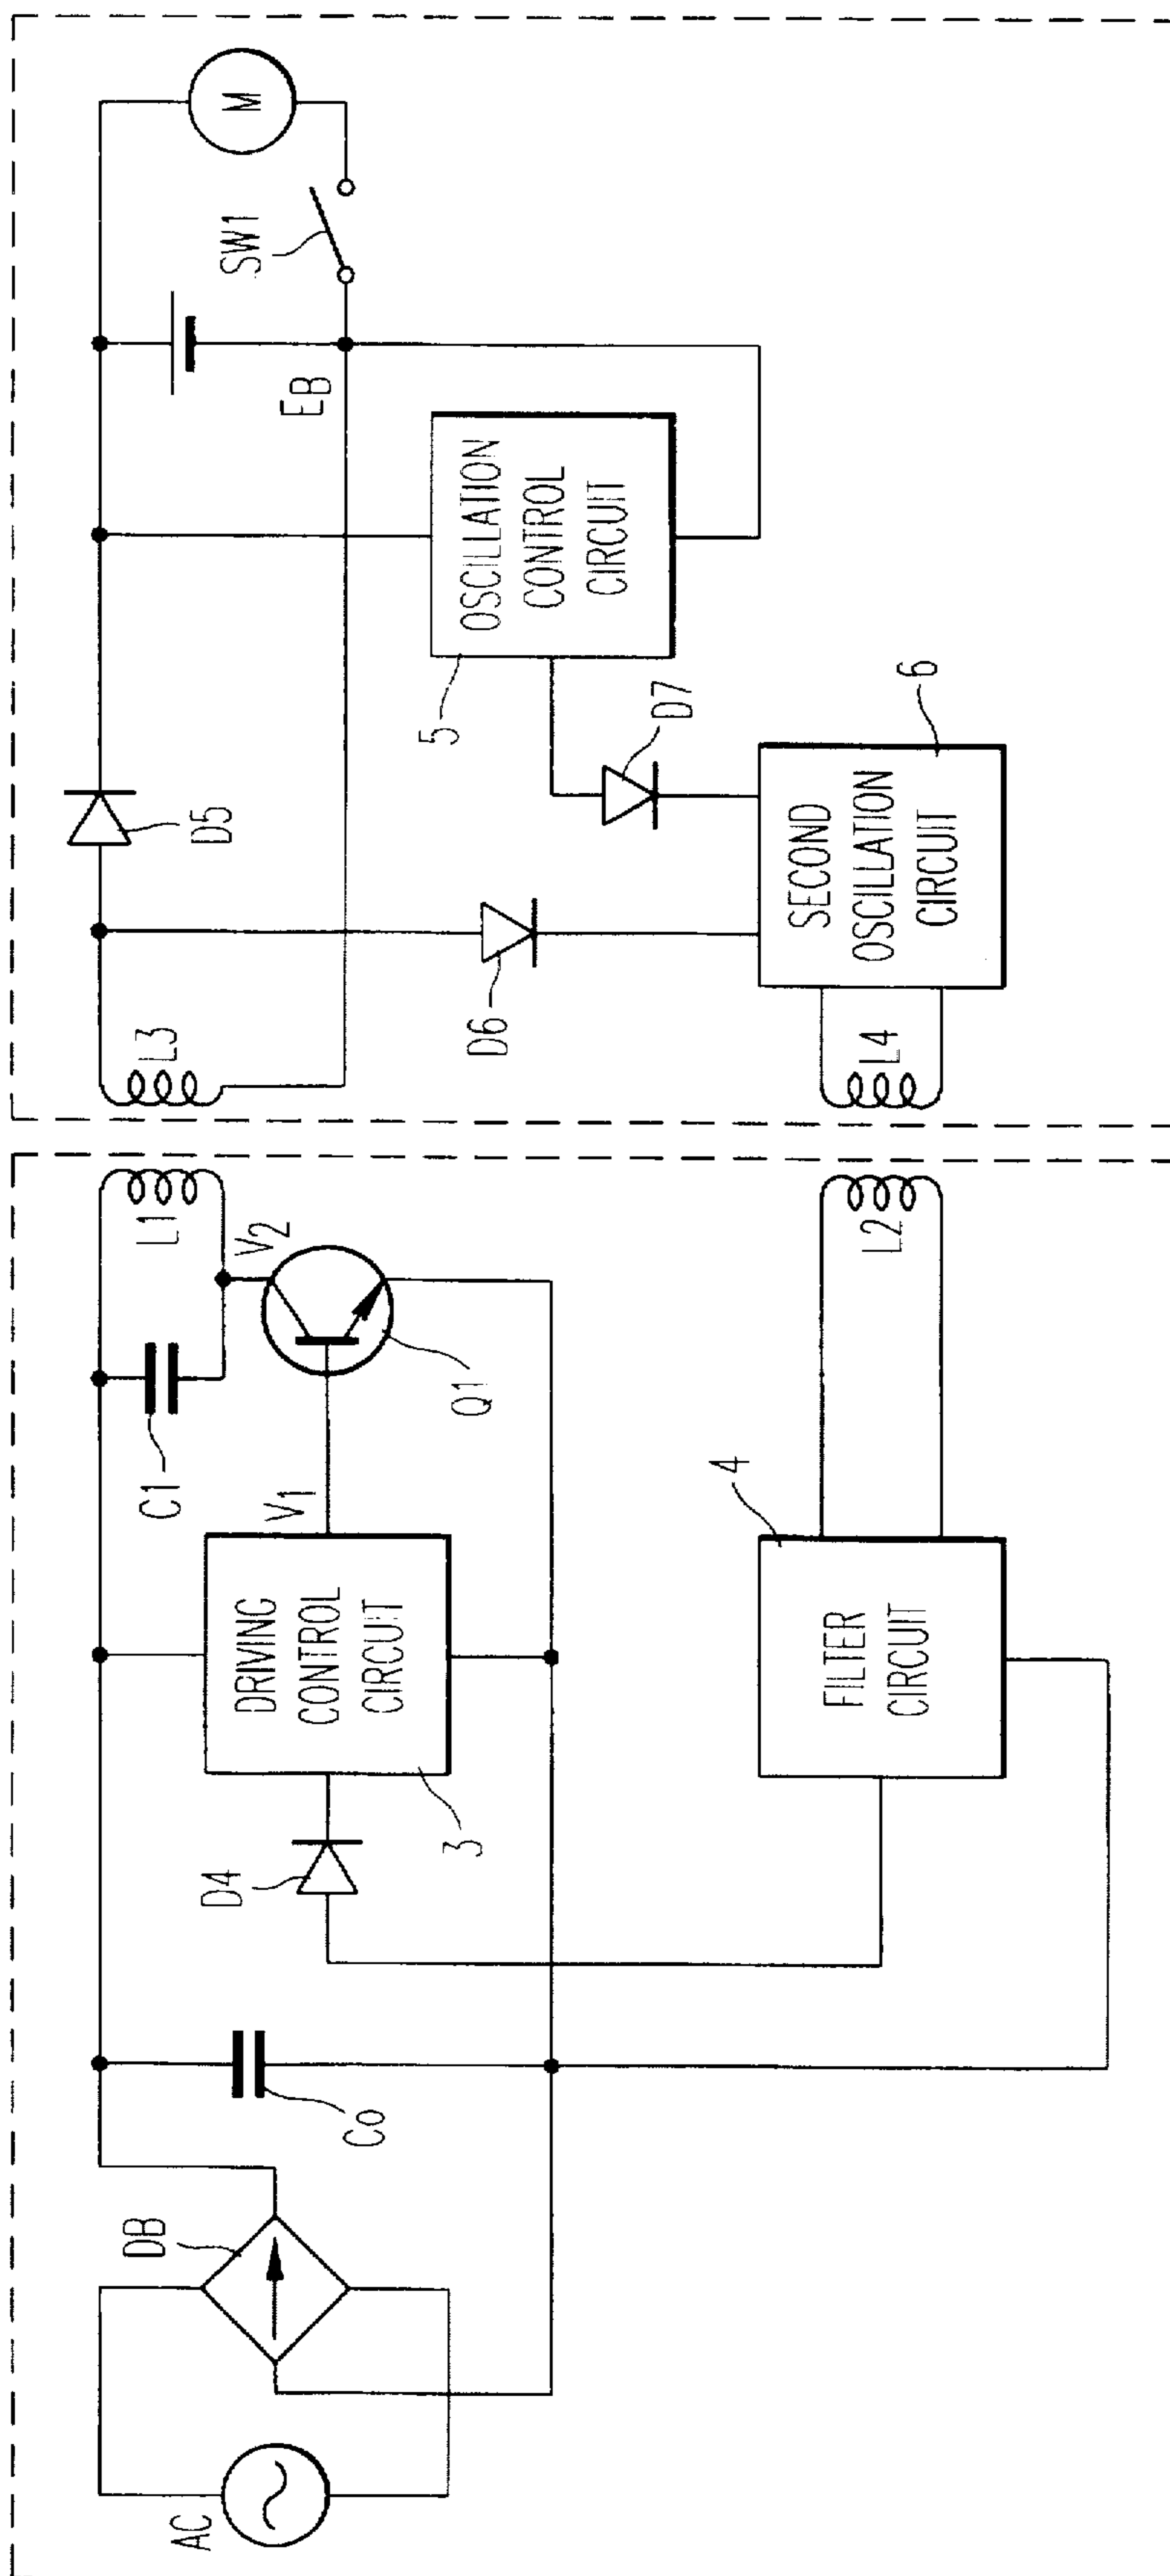 AC
DB
Co
D4
DRIVING
CONTROL
CIRCUIT
3
C1
V1
V2
L1
Q1
FILTER
CIRCUIT
4
L2
L3
D5
D6
L4
SECOND
OSCILLATION
CIRCUIT
6
D7
5
OSCILLATION
CONTROL
CIRCUIT
EB
SW1
M